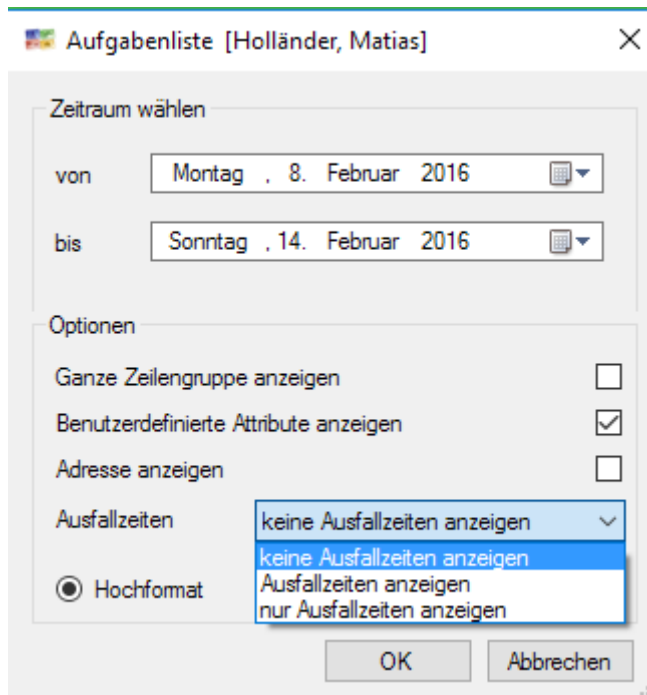 Aufgabenliste [Holländer, Matias]
Zeitraum wählen
von Montag , 8. Februar 2016
bis Sonntag , 14. Februar 2016
Optionen
Ganze Zeilengruppe anzeigen
Benutzerdefinierte Attribute anzeigen
Adresse anzeigen
Ausfallzeiten keine Ausfallzeiten anzeigen
keine Ausfallzeiten anzeigen
Ausfallzeiten anzeigen
Hochformat
nur Ausfallzeiten anzeigen
OK Abbrechen